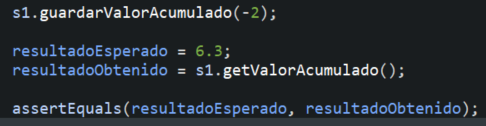 s1.guardarValorAcumulado(-2);
resultadoEsperado = 6.3;
resultadoObtenido = s1.getValorAcumulado();
assertEquals(resultadoEsperado, resultadoObtenido);